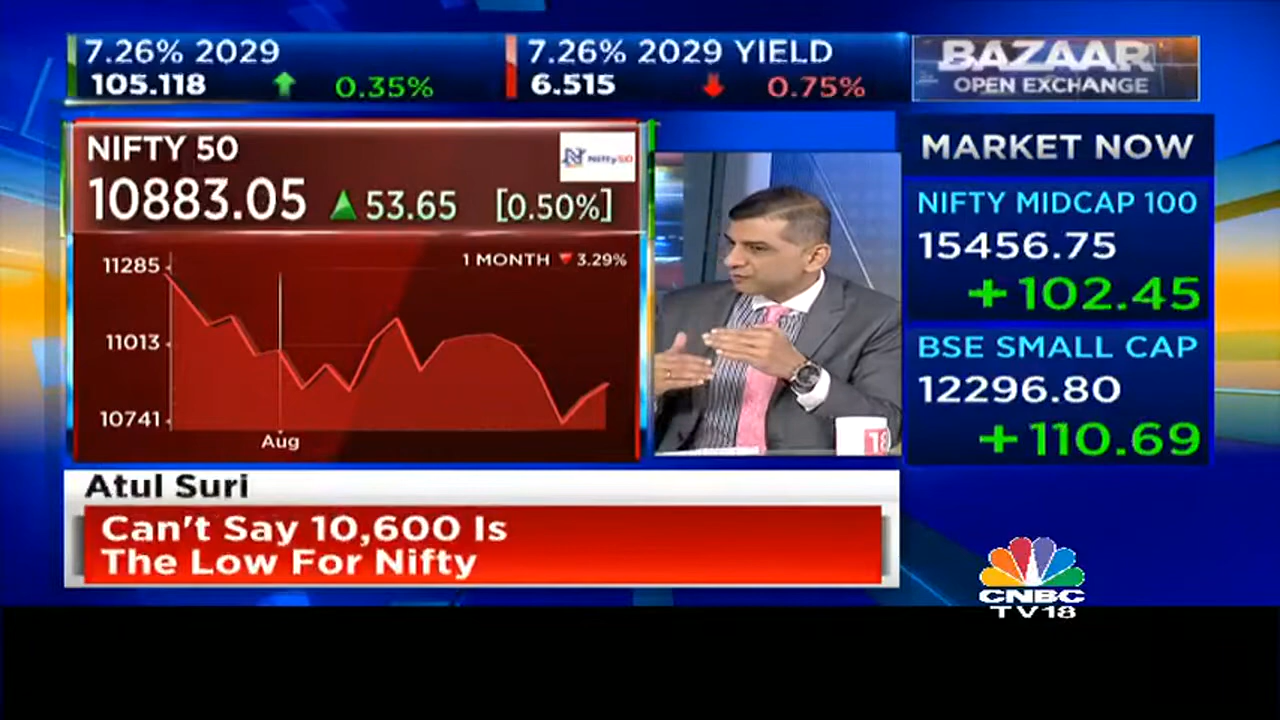 7.26% 2029
105.118 0.35%
7.26% 2029 YIELD
6.515 0.75%
BAZAAR
OPEN EXCHANGE
NIFTY 50
Nifty50
10883.05 ▲ 53.65 [0.50%]
1 MONTH ▼ 3.29%
11285
11013
10741
Aug
MARKET NOW
NIFTY MIDCAP 100
15456.75
+102.45
BSE SMALL CAP
12296.80
+110.69
18
Atul Suri
Can't Say 10,600 Is
The Low For Nifty
CNBC
TV18